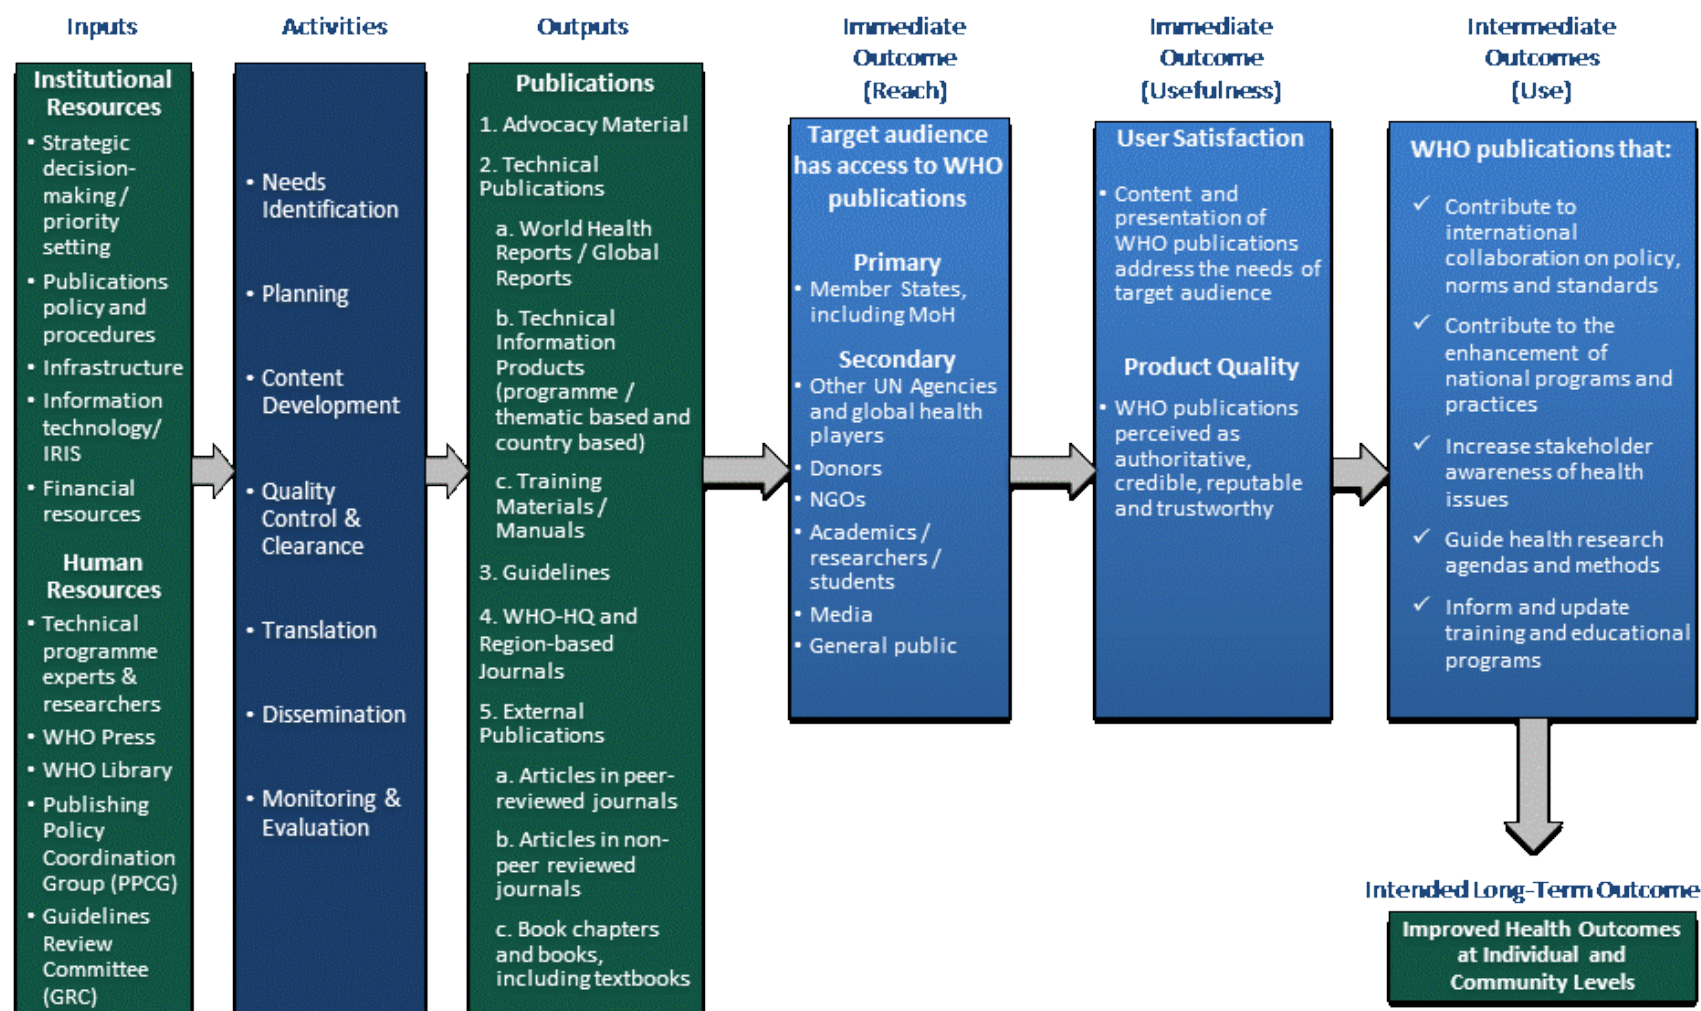 Inputs
Institutional
Resources
• Strategic
decision-
making /
priority
setting
• Publications
policy and
procedures
• Infrastructure
• Information
technology/
IRIS
• Financial
resources
Human
Resources
• Technical
programme
experts &
researchers
• WHO Press
• WHO Library
• Publishing
Policy
Coordination
Group (PPCG)
• Guidelines
Review
Committee
(GRC)
Activities
• Needs
Identification
• Planning
• Content
Development
• Quality
Control &
Clearance
• Translation
• Dissemination
• Monitoring &
Evaluation
Outputs
Publications
1. Advocacy Material
2. Technical
Publications
a. World Health
Reports / Global
Reports
b. Technical
Information
Products
(programme /
thematic based and
country based)
c. Training
Materials /
Manuals
3. Guidelines
4. WHO-HQ and
Region-based
Journals
5. External
Publications
a. Articles in peer-
reviewed journals
b. Articles in non-
peer reviewed
journals
c. Book chapters
and books,
including textbooks
Immediate
Outcome
(Reach)
Target audience
has access to WHO
publications
Primary
• Member States,
including MoH
Secondary
• Other UN Agencies
and global health
players
• Donors
• NGOs
• Academics /
researchers /
students
• Media
• General public
Immediate
Outcome
(Usefulness)
User Satisfaction
• Content and
presentation of
WHO publications
address the needs of
target audience
Product Quality
• WHO publications
perceived as
authoritative,
credible, reputable
and trustworthy
Intermediate
Outcomes
(Use)
WHO publications that:
✓ Contribute to
international
collaboration on policy,
norms and standards
✓ Contribute to the
enhancement of
national programs and
practices
✓ Increase stakeholder
awareness of health
issues
✓ Guide health research
agendas and methods
✓ Inform and update
training and educational
programs
Intended Long-Term Outcome
Improved Health Outcomes
at Individual and
Community Levels